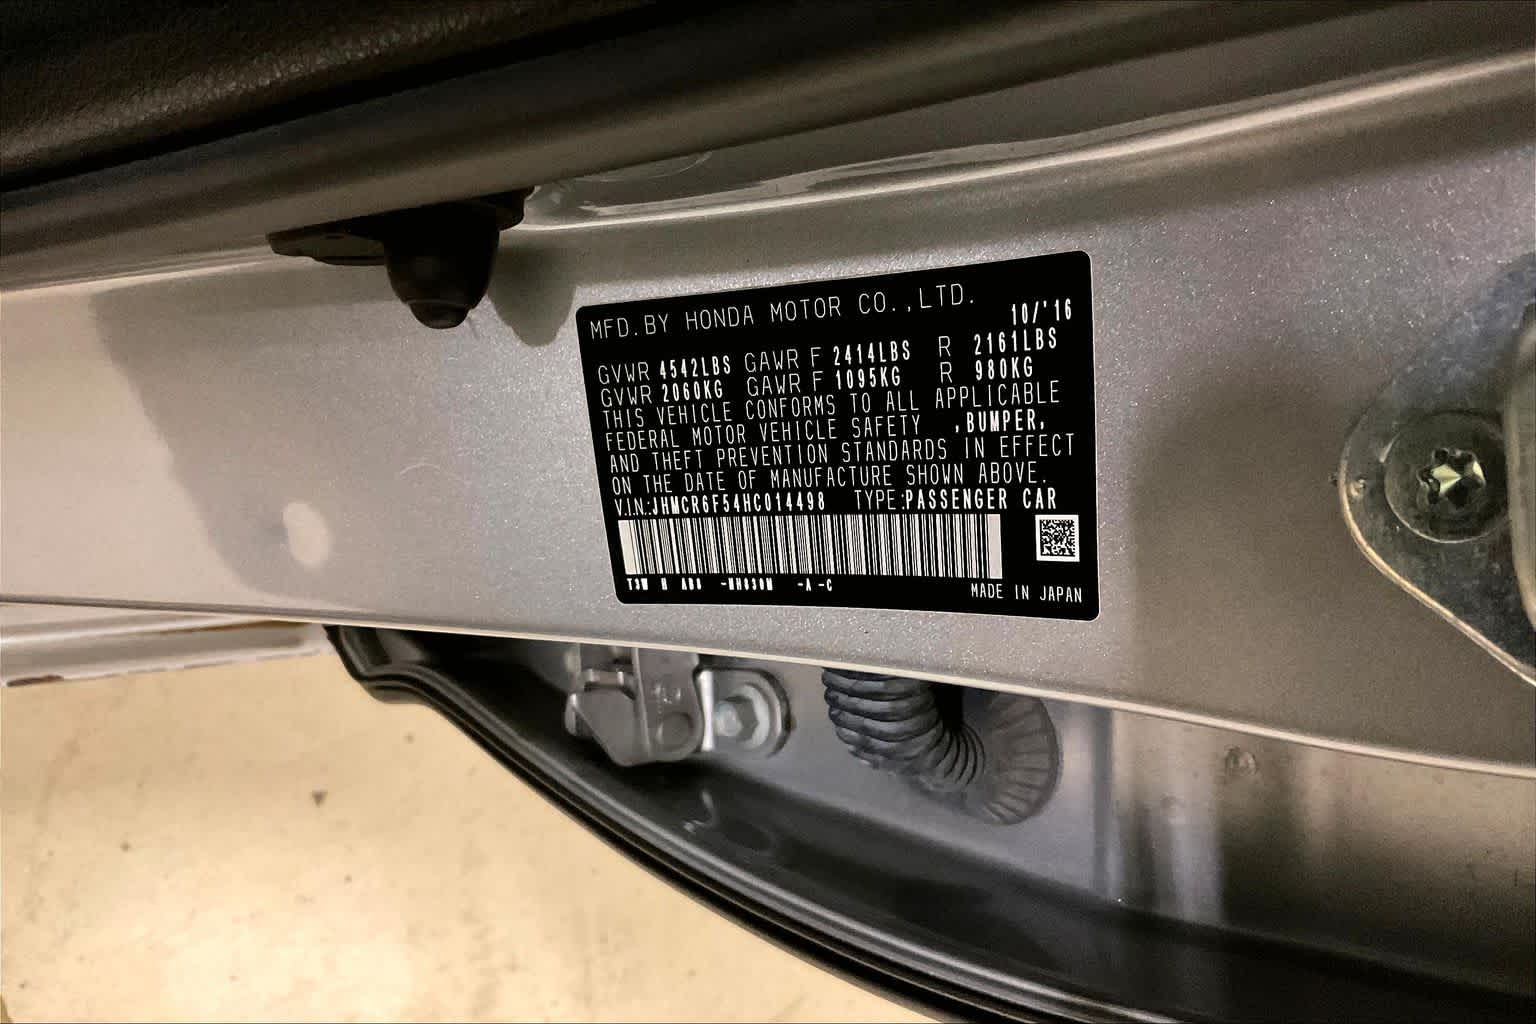 MFD.BY HONDA MOTOR CO.,LTD.
10/'16
GVWR 4542LBS GAWR F 2414LBS R 2161LBS
GVWR 2060KG GAWR F 1095KG R 980KG
THIS VEHICLE CONFORMS TO ALL APPLICABLE
FEDERAL MOTOR VEHICLE SAFETY ,BUMPER,
AND THEFT PREVENTION STANDARDS IN EFFECT
ON THE DATE OF MANUFACTURE SHOWN ABOVE.
V.I.N.:JHMCR6F54HC014498 TYPE:PASSENGER CAR
-A -C
MADE IN JAPAN